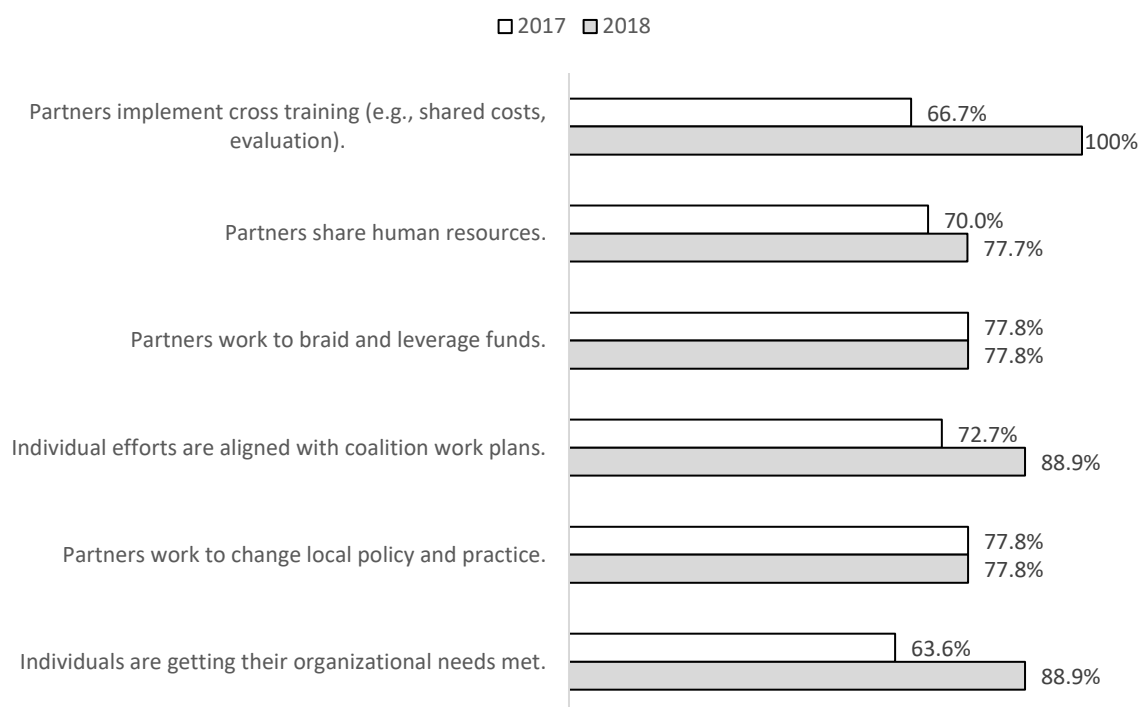 2017 2018
Partners implement cross training (e.g., shared costs,
evaluation).
66.7%
100%
Partners share human resources.
70.0%
77.7%
Partners work to braid and leverage funds.
77.8%
77.8%
Individual efforts are aligned with coalition work plans.
72.7%
88.9%
Partners work to change local policy and practice.
77.8%
77.8%
Individuals are getting their organizational needs met.
63.6%
88.9%